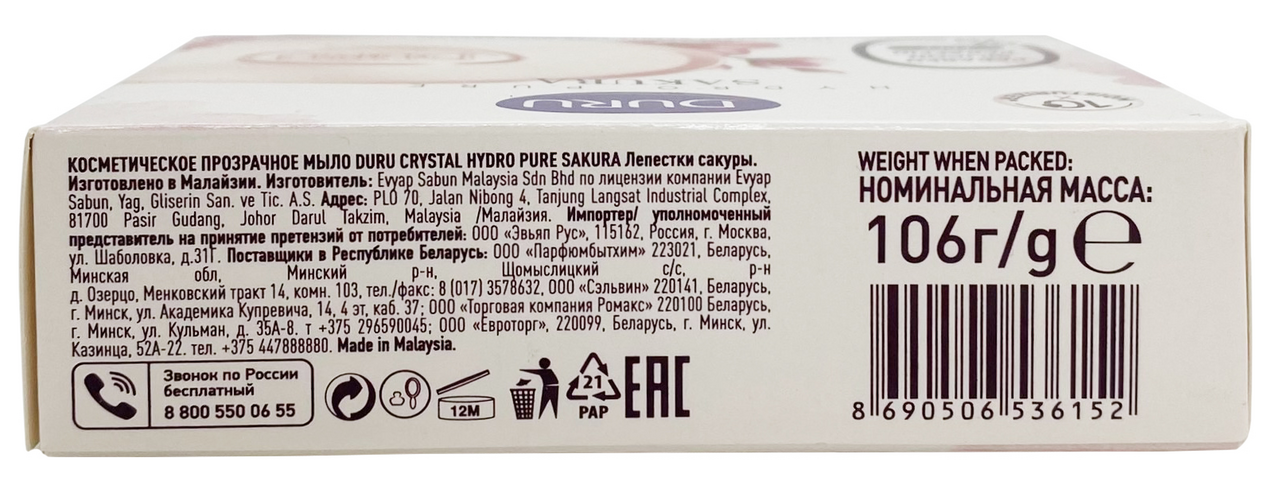 HYDRO PURE
SAKURA
DURU
КОСМЕТИЧЕСКОЕ ПРОЗРАЧНОЕ МЫЛО DURU CRYSTAL HYDRO PURE SAKURA Лепестки сакуры.
Изготовлено в Малайзии. Изготовитель: Evyap Sabun Malaysia Sdn Bhd по лицензии компании Evyap
Sabun, Yag, Gliserin San. ve Tic. A.S. Адрес: PLO 70, Jalan Nibong 4, Tanjung Langsat Industrial Complex,
81700 Pasir Gudang, Johor Darul Takzim, Malaysia /Малайзия. Импортер/ уполномоченный
представитель на принятие претензий от потребителей: ООО «Эвьяп Рус», 115162, Россия, г. Москва,
ул. Шаболовка, д.31Г. Поставщики в Республике Беларусь: ООО «Парфюмбытхим» 223021, Беларусь,
Минская обл, Минский р-н, Щомыслицкий с/с, р-н
д. Озерцо, Менковский тракт 14, комн. 103, тел./факс: 8 (017) 3578632, ООО «Сэльвин» 220141, Беларусь,
г. Минск, ул. Академика Купревича, 14, 4 эт, каб. 37; ООО «Торговая компания Ромакс» 220100 Беларусь,
г. Минск, ул. Кульман, д. 35А-8. т +375 296590045; ООО «Евроторг», 220099, Беларусь, г. Минск, ул.
Казинца, 52А-22. тел. +375 447888880. Made in Malaysia.
Звонок по России
бесплатный
8 800 550 06 55
12M
21
PAP
EAC
WEIGHT WHEN PACKED:
НОМИНАЛЬНАЯ МАССА:
106г/g e
8 690506 536152